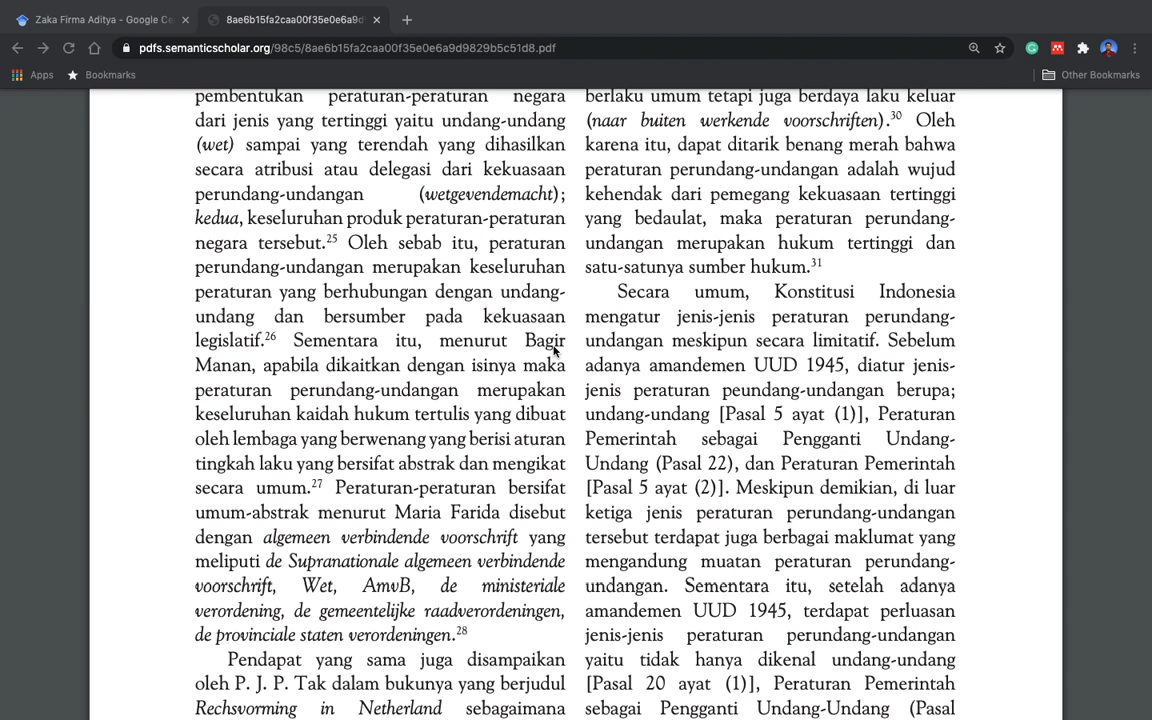 Zaka Firma Aditya - Google Ce
8ae6b15fa2caa00f35e0e6a9d
pdfs.semanticscholar.org/98c5/8ae6b15fa2caa00f35e0e6a9d9829b5c51d8.pdf
Apps
Bookmarks
Other Bookmarks
pembentukan peraturan-peraturan negara
dari jenis yang tertinggi yaitu undang-undang
(wet) sampai yang terendah yang dihasilkan
secara atribusi atau delegasi dari kekuasaan
perundang-undangan (wetgevendemacht);
kedua, keseluruhan produk peraturan-peraturan
negara tersebut.25 Oleh sebab itu, peraturan
perundang-undangan merupakan keseluruhan
peraturan yang berhubungan dengan undang-
undang dan bersumber pada kekuasaan
legislatif.26 Sementara itu, menurut Bagir
Manan, apabila dikaitkan dengan isinya maka
peraturan perundang-undangan merupakan
keseluruhan kaidah hukum tertulis yang dibuat
oleh lembaga yang berwenang yang berisi aturan
tingkah laku yang bersifat abstrak dan mengikat
secara umum.27 Peraturan-peraturan bersifat
umum-abstrak menurut Maria Farida disebut
dengan algemeen verbindende voorschrift yang
meliputi de Supranationale algemeen verbindende
voorschrift, Wet, AmvB, de ministeriale
verordening, de gemeentelijke raadverordeningen,
de provinciale staten verordeningen.28
Pendapat yang sama juga disampaikan
oleh P. J. P. Tak dalam bukunya yang berjudul
Rechsvorming in Netherland sebagaimana
berlaku umum tetapi juga berdaya laku keluar
(naar buiten werkende voorschriften).30 Oleh
karena itu, dapat ditarik benang merah bahwa
peraturan perundang-undangan adalah wujud
kehendak dari pemegang kekuasaan tertinggi
yang bedaulat, maka peraturan perundang-
undangan merupakan hukum tertinggi dan
satu-satunya sumber hukum.31
Secara umum, Konstitusi Indonesia
mengatur jenis-jenis peraturan perundang-
undangan meskipun secara limitatif. Sebelum
adanya amandemen UUD 1945, diatur jenis-
jenis peraturan peundang-undangan berupa;
undang-undang [Pasal 5 ayat (1)], Peraturan
Pemerintah sebagai Pengganti Undang-
Undang (Pasal 22), dan Peraturan Pemerintah
[Pasal 5 ayat (2)]. Meskipun demikian, di luar
ketiga jenis peraturan perundang-undangan
tersebut terdapat juga berbagai maklumat yang
mengandung muatan peraturan perundang-
undangan. Sementara itu, setelah adanya
amandemen UUD 1945, terdapat perluasan
jenis-jenis peraturan perundang-undangan
yaitu tidak hanya dikenal undang-undang
[Pasal 20 ayat (1)], Peraturan Pemerintah
sebagai Pengganti Undang-Undang (Pasal